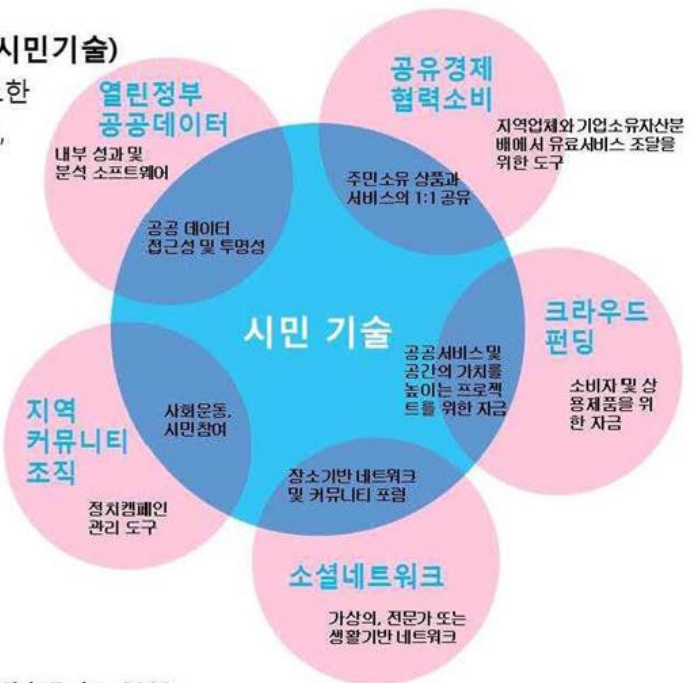 시민기술)
한
,
열린정부
공공데이터
내부 성과 및
분석 소프트웨어
공공 데이터
접근성 및 투명성
공유경제
협력소비
지역업체와 기업소유자산분
배에서 유료서비스 조달을
위한 도구
주민소유 상품과
서비스의 1:1 공유
시민 기술
크라우드
펀딩
공공서비스 및
공간의 가치를
높이는 프로젝
트를 위한 자금
소비자 및 상
용제품을 위
한 자금
지역
커뮤니티
조직
사회운동,
시민참여
정치캠페인
관리 도구
장소기반 네트워크
및 커뮤니티 포럼
소셜네트워크
가상의, 전문가 또는
생활기반 네트워크